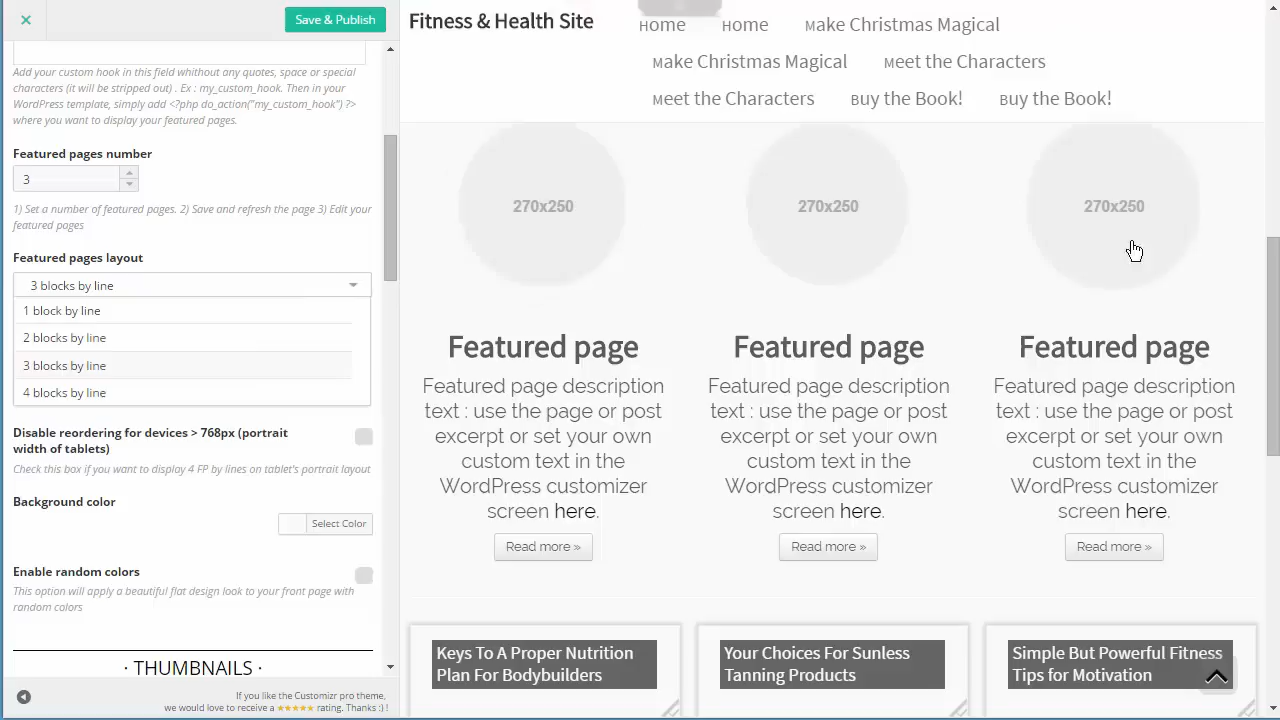 Save & Publish
Add your custom hook in this field whithout any quotes, space or special
characters (it will be stripped out) . Ex : my_custom_hook. Then in your
WordPress template, simply add <?php do_action("my_custom_hook") ?>
where you want to display your featured pages.
Featured pages number
3
1) Set a number of featured pages. 2) Save and refresh the page 3) Edit your
featured pages
Featured pages layout
3 blocks by line
1 block by line
2 blocks by line
3 blocks by line
4 blocks by line
Disable reordering for devices > 768px (portrait
width of tablets)
Check this box if you want to display 4 FP by lines on tablet's portrait layout
Background color
Select Color
Enable random colors
This option will apply a beautiful flat design look to your front page with
random colors
· THUMBNAILS ·
If you like the Customizr pro theme,
we would love to receive a ★★★★★ rating. Thanks :) !
Fitness & Health Site
Home Home Make Christmas Magical
Make Christmas Magical Meet the Characters
Meet the Characters Buy the Book! Buy the Book!
270x250 270x250 270x250
Featured page
Featured page description
text : use the page or post
excerpt or set your own
custom text in the
WordPress customizer
screen here.
Read more »
Featured page
Featured page description
text : use the page or post
excerpt or set your own
custom text in the
WordPress customizer
screen here.
Read more »
Featured page
Featured page description
text : use the page or post
excerpt or set your own
custom text in the
WordPress customizer
screen here.
Read more »
Keys To A Proper Nutrition
Plan For Bodybuilders
Your Choices For Sunless
Tanning Products
Simple But Powerful Fitness
Tips for Motivation